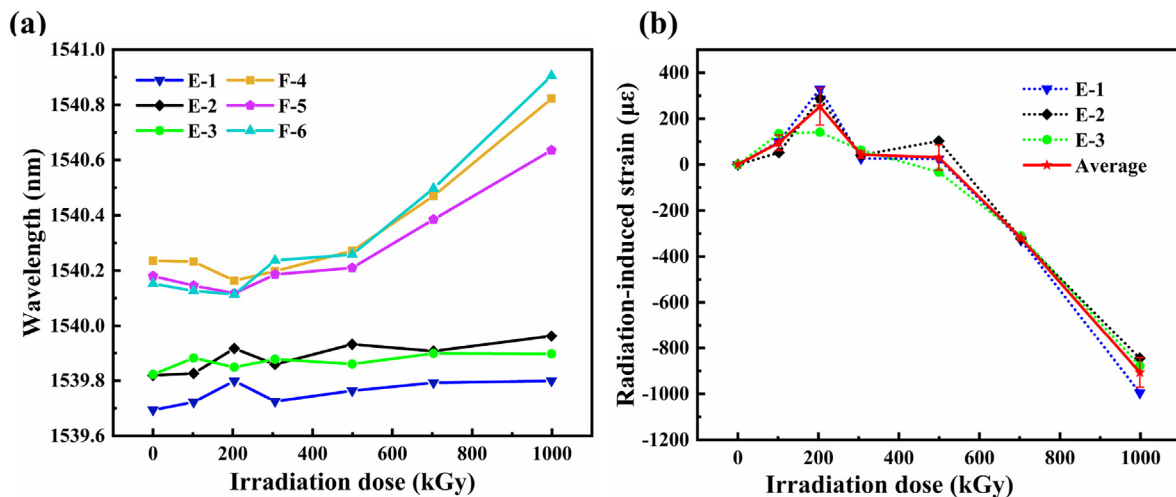 (a)
1541.0
1540.8
1540.6
1540.4
1540.2
1540.0
1539.8
1539.6
Wavelength (nm)
E-1 F-4
E-2 F-5
E-3 F-6
0 200 400 600 800 1000
Irradiation dose (kGy)
(b)
400
200
0
-200
-400
-600
-800
-1000
-1200
Radiation-induced strain (με)
E-1
E-2
E-3
Average
0 200 400 600 800 1000
Irradiation dose (kGy)